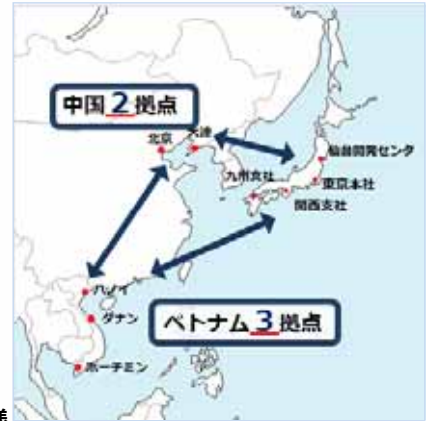 中国2拠点
北京
仙台開発センタ
九州支社
東京本社
関西支社
ハノイ
ダナン
ベトナム3拠点
ホーチミン